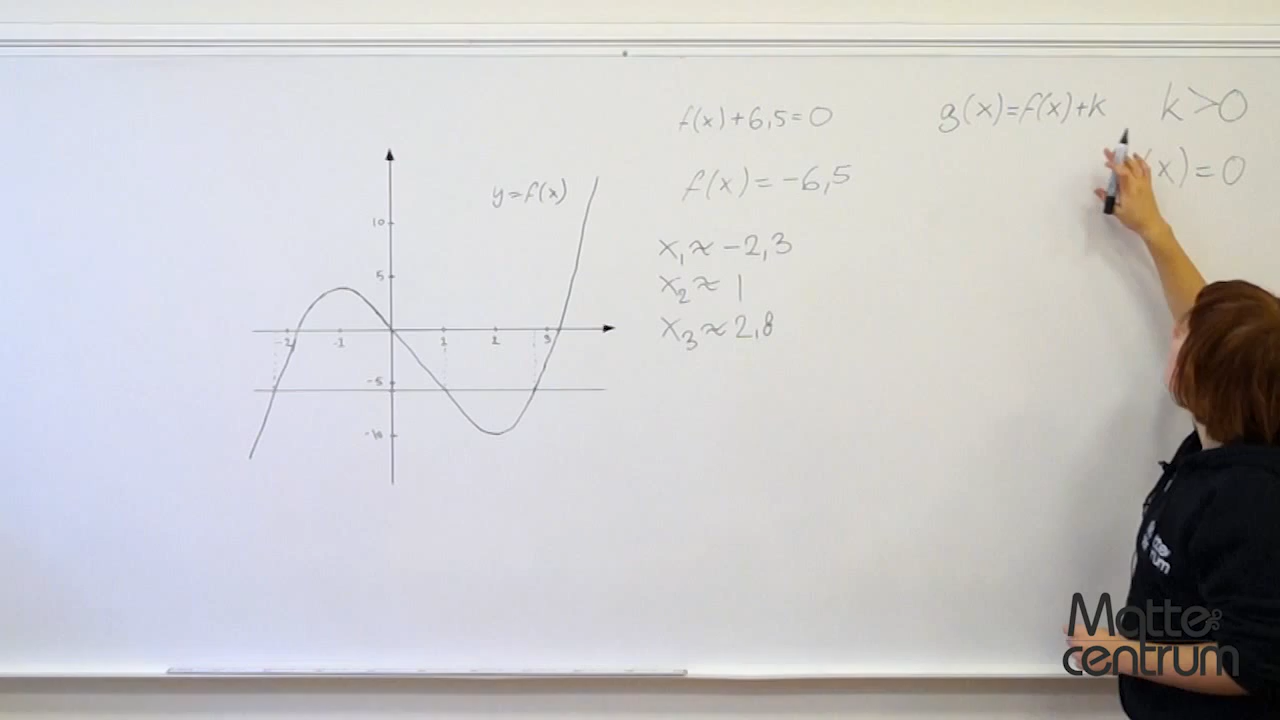 f(x)+6,5=0
f(x)=-6,5
x₁≈-2,3
x₂≈1
x₃≈2,8
g(x)=f(x)+k k>0
(x)=0
y=f(x)
10
5
-2 -1 1 2 3
-5
-10
Matte
centrum